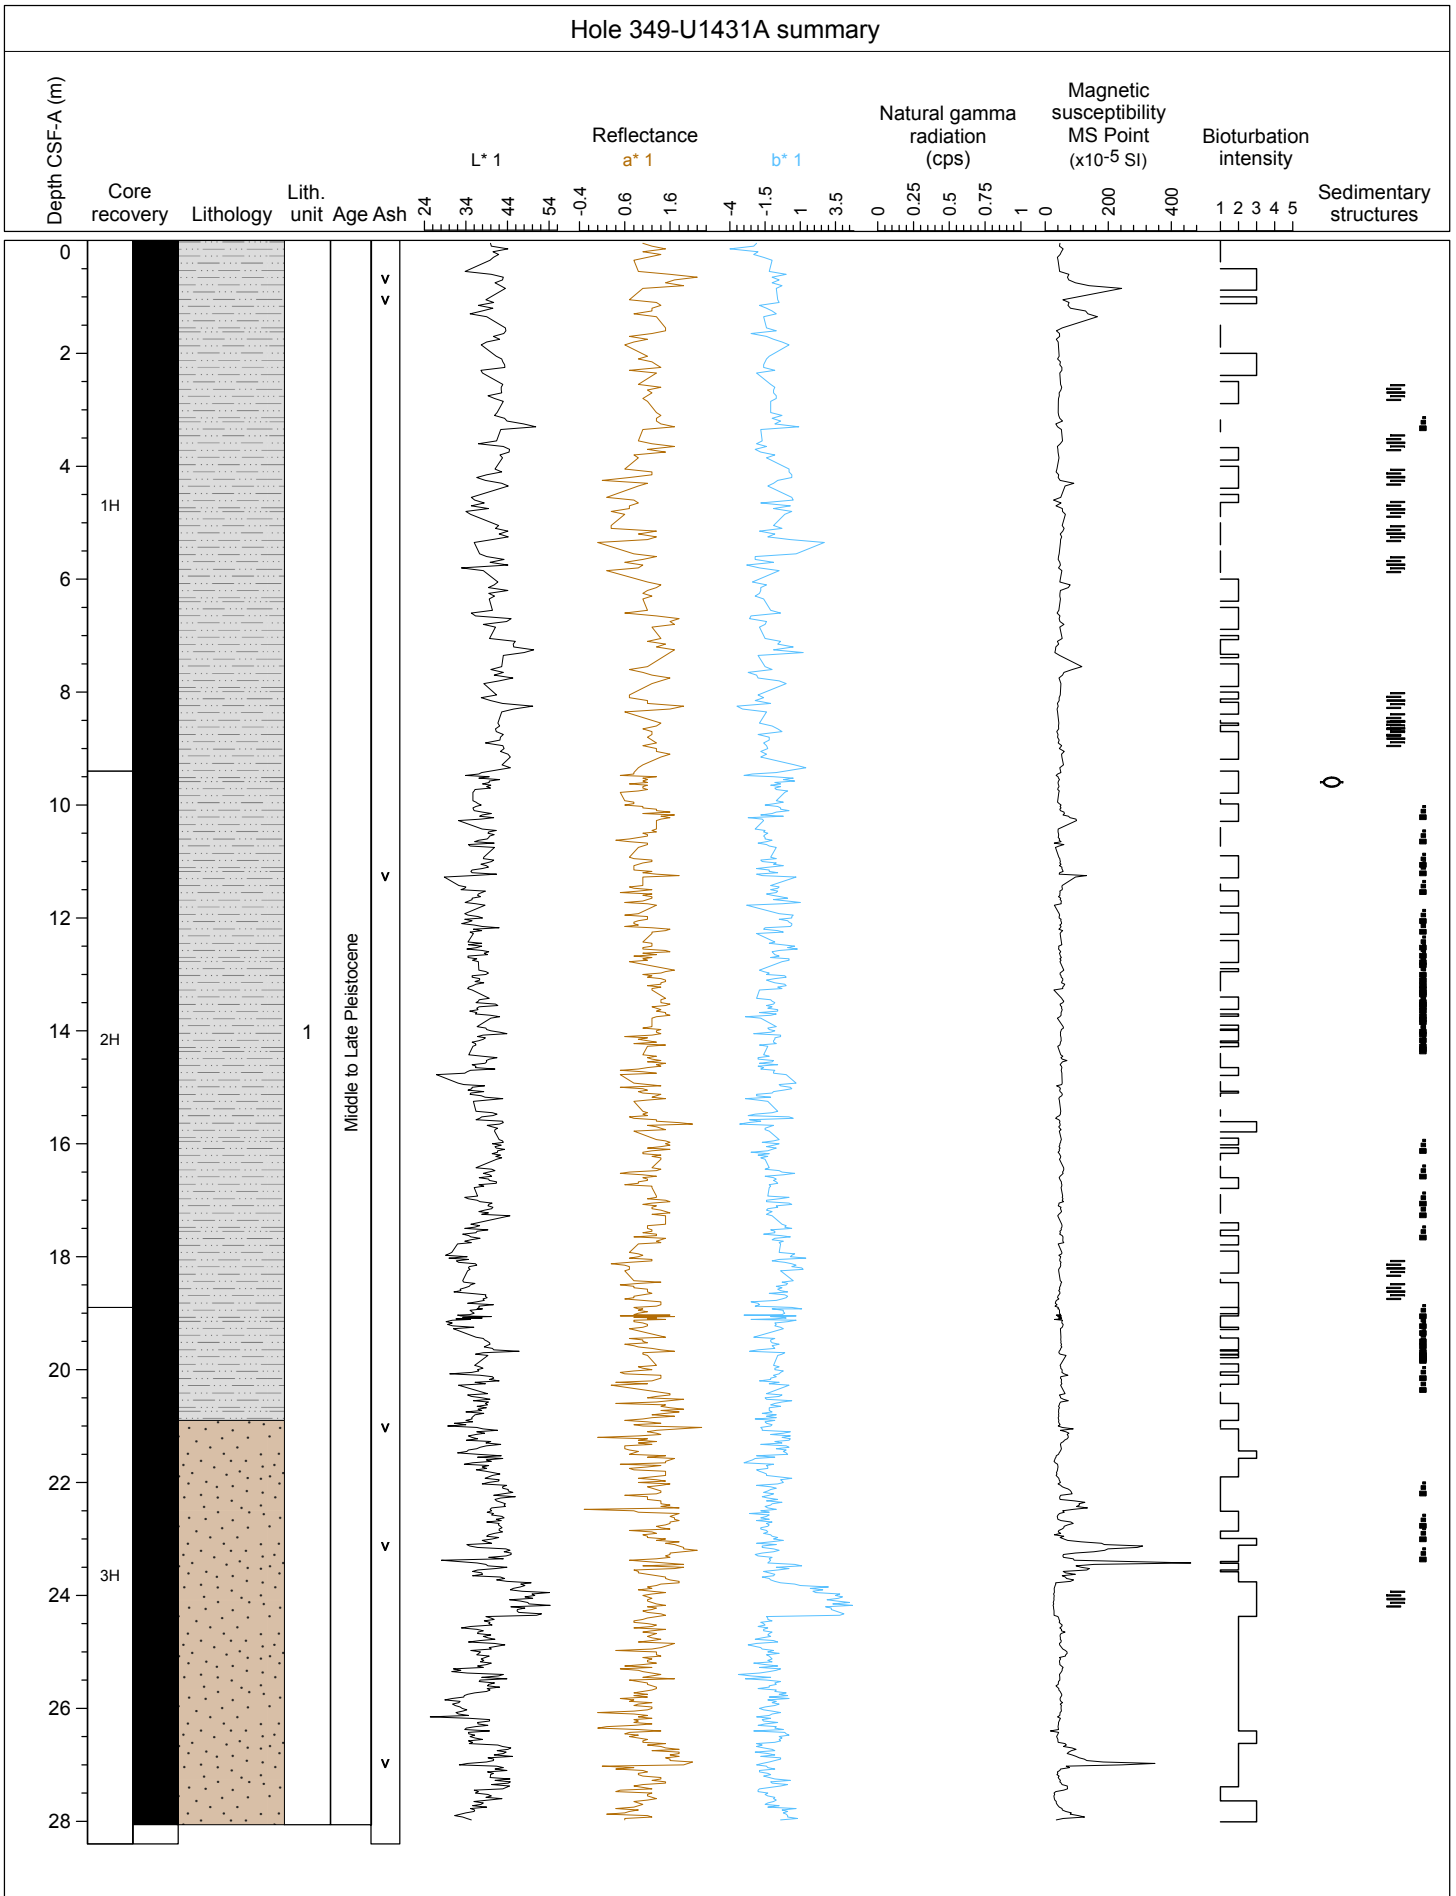 Hole 349-U1431A summary
Depth CSF-A (m)
Core
recovery
Lithology
Lith.
unit
Age
Ash
L* 1
Reflectance
a* 1
b* 1
Natural gamma
radiation
(cps)
Magnetic
susceptibility
MS Point
(x10-5 SI)
Bioturbation
intensity
Sedimentary
structures
24 34 44 54
-0.4 0.6 1.6
-4 -1.5 1 3.5
0 0.25 0.5 0.75 1
0 200 400
1 2 3 4 5
0
2
4
6
8
10
12
14
16
18
20
22
24
26
28
1H
2H
3H
1
Middle to Late Pleistocene
v
v
v
v
v
v